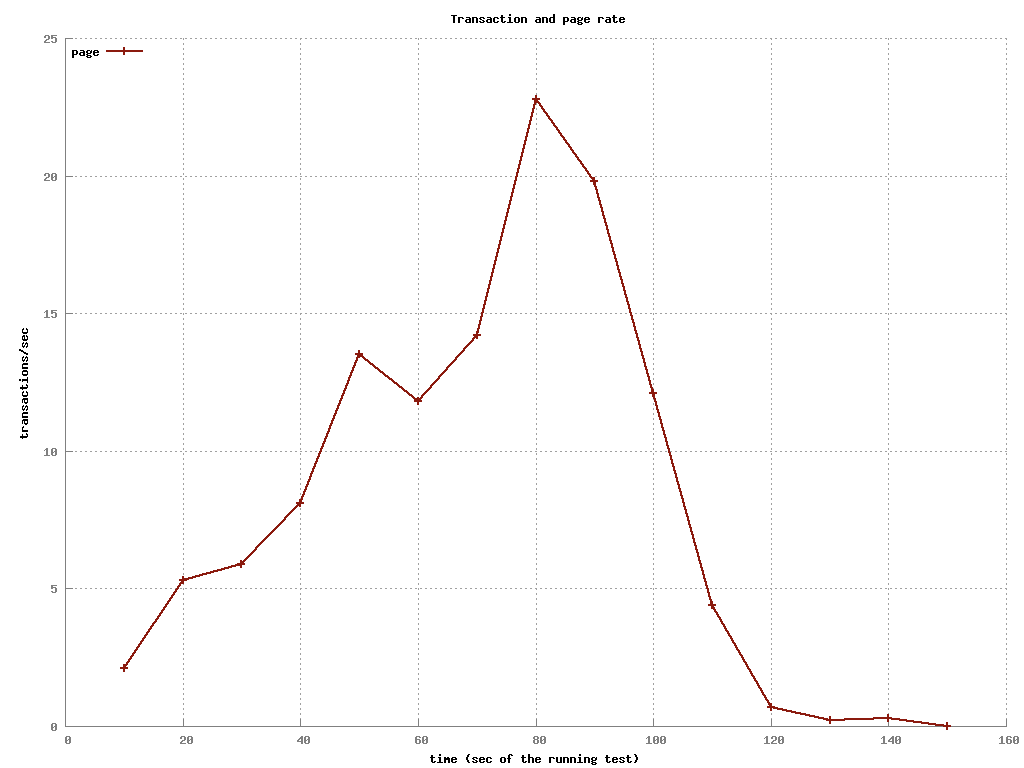 Transaction and page rate
25
page
20
15
transactions/sec
10
5
0
0 20 40 60 80 100 120 140 160
time (sec of the running test)